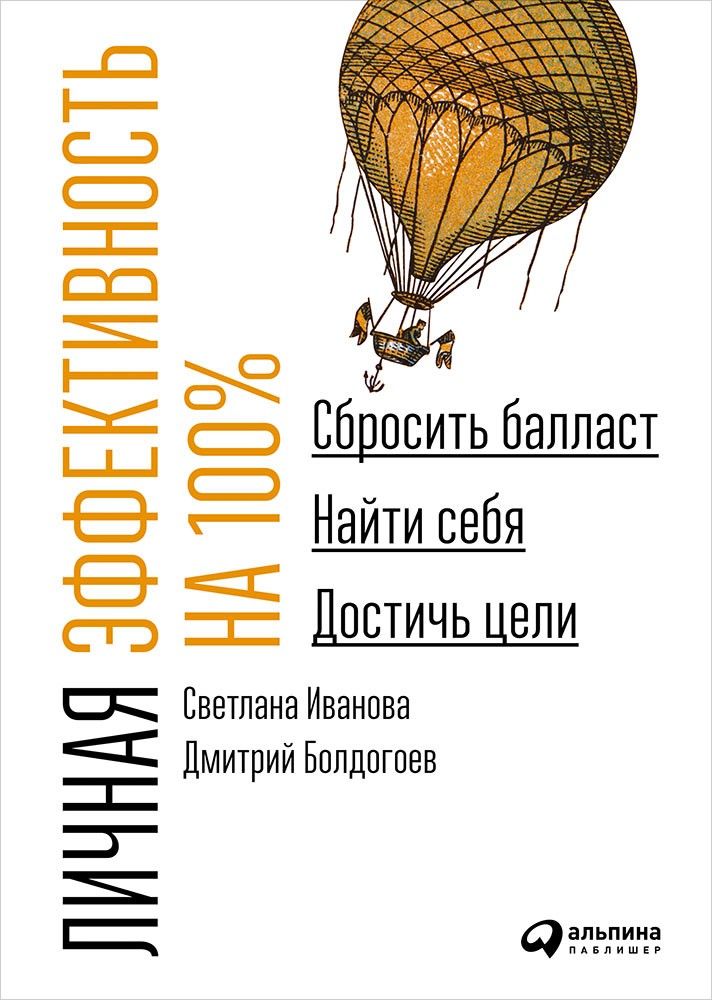 ЛИЧНАЯ ЭФФЕКТИВНОСТЬ
НА 100%
Сбросить балласт
Найти себя
Достичь цели
Светлана Иванова
Дмитрий Болдогоев
альпина
ПАБЛИШЕР